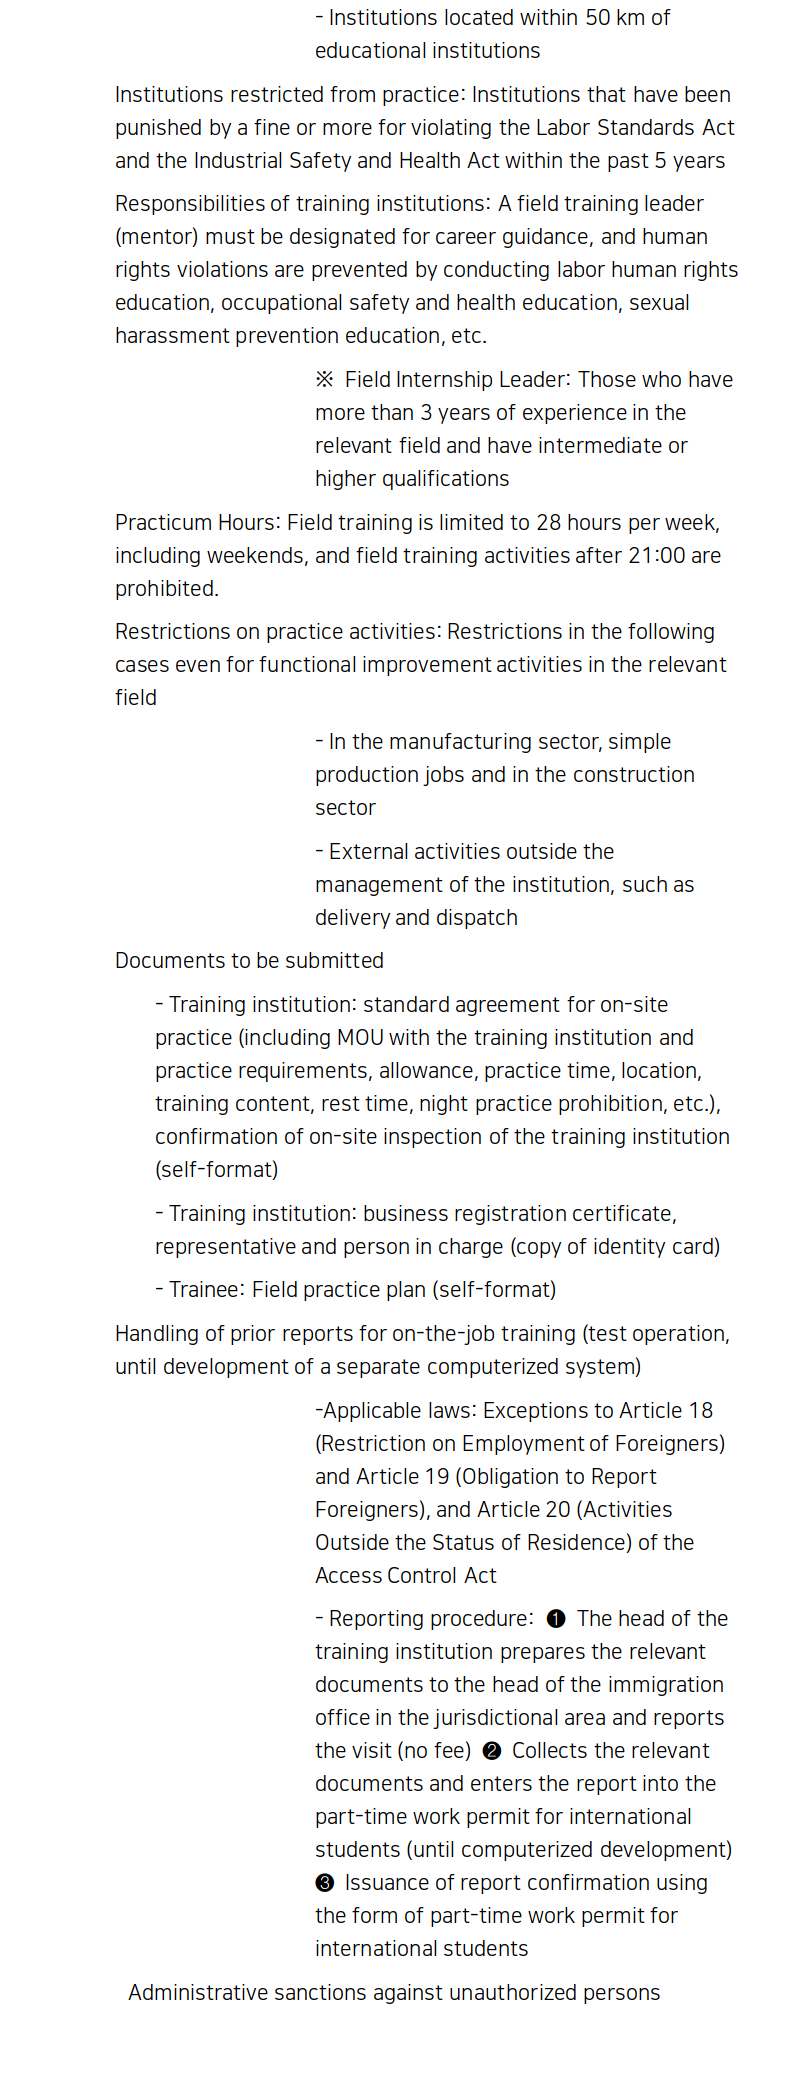 - Institutions located within 50 km of
educational institutions
Institutions restricted from practice: Institutions that have been
punished by a fine or more for violating the Labor Standards Act
and the Industrial Safety and Health Act within the past 5 years
Responsibilities of training institutions: A field training leader
(mentor) must be designated for career guidance, and human
rights violations are prevented by conducting labor human rights
education, occupational safety and health education, sexual
harassment prevention education, etc.
※ Field Internship Leader: Those who have
more than 3 years of experience in the
relevant field and have intermediate or
higher qualifications
Practicum Hours: Field training is limited to 28 hours per week,
including weekends, and field training activities after 21:00 are
prohibited.
Restrictions on practice activities: Restrictions in the following
cases even for functional improvement activities in the relevant
field
- In the manufacturing sector, simple
production jobs and in the construction
sector
- External activities outside the
management of the institution, such as
delivery and dispatch
Documents to be submitted
- Training institution: standard agreement for on-site
practice (including MOU with the training institution and
practice requirements, allowance, practice time, location,
training content, rest time, night practice prohibition, etc.),
confirmation of on-site inspection of the training institution
(self-format)
- Training institution: business registration certificate,
representative and person in charge (copy of identity card)
- Trainee: Field practice plan (self-format)
Handling of prior reports for on-the-job training (test operation,
until development of a separate computerized system)
-Applicable laws: Exceptions to Article 18
(Restriction on Employment of Foreigners)
and Article 19 (Obligation to Report
Foreigners), and Article 20 (Activities
Outside the Status of Residence) of the
Access Control Act
- Reporting procedure: ❶ The head of the
training institution prepares the relevant
documents to the head of the immigration
office in the jurisdictional area and reports
the visit (no fee) ❷ Collects the relevant
documents and enters the report into the
part-time work permit for international
students (until computerized development)
❸ Issuance of report confirmation using
the form of part-time work permit for
international students
Administrative sanctions against unauthorized persons